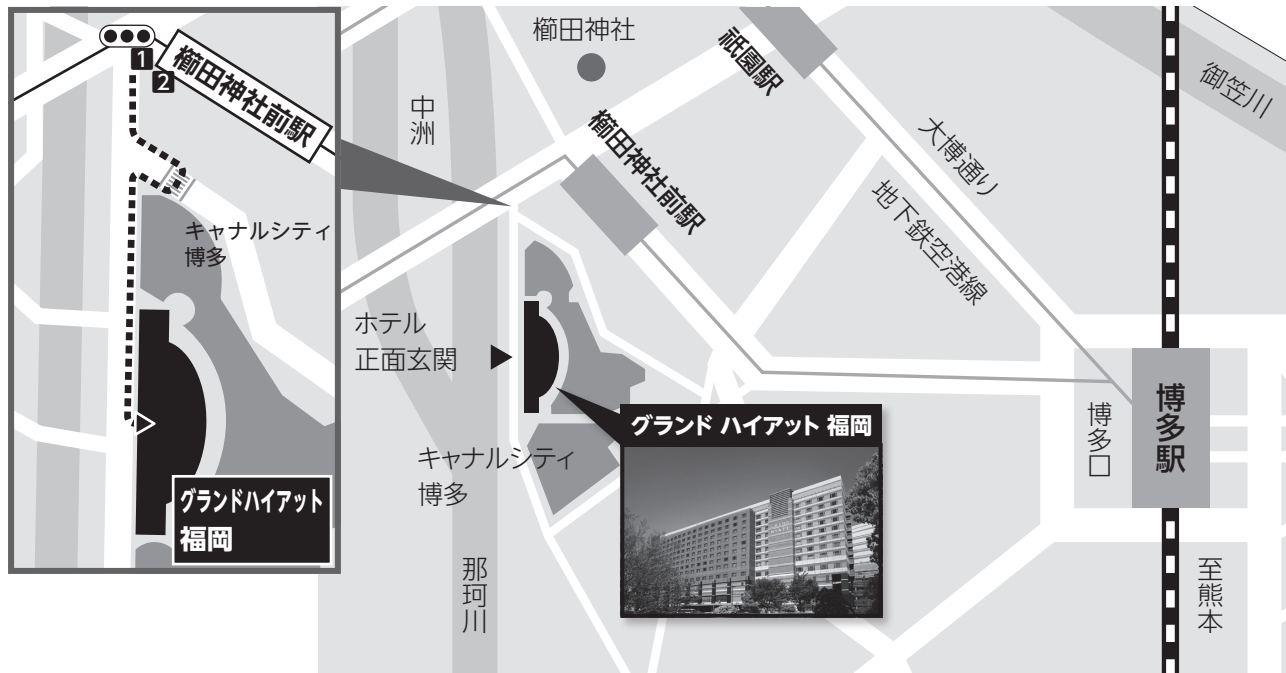 1
2
櫛田神社前駅
キャナルシティ
博多
グランドハイアット
福岡
櫛田神社
祇園駅
御笠川
中洲
櫛田神社前駅
大博通り
地下鉄空港線
ホテル
正面玄関
グランド ハイアット 福岡
博多口
博多駅
キャナルシティ
博多
那珂川
至熊本